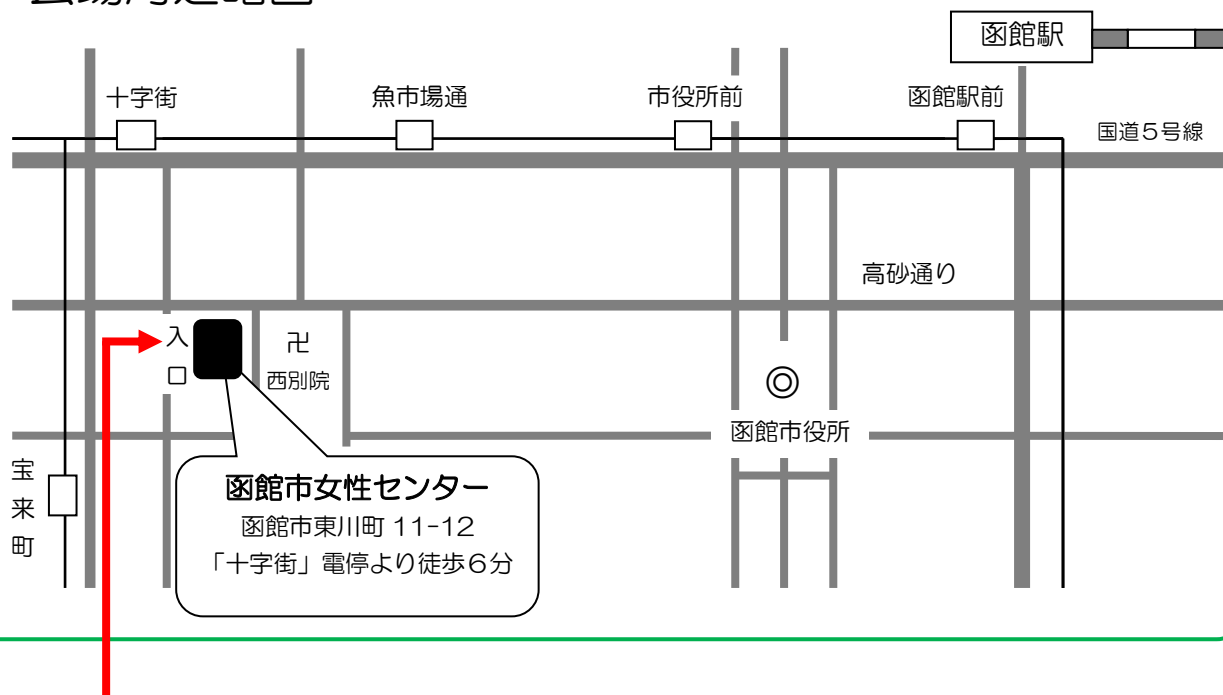 函館駅
十字街
魚市場通
市役所前
函館駅前
国道5号線
高砂通り
入口
卍
西別院
◎
函館市役所
宝来町
函館市女性センター
函館市東川町 11-12
「十字街」電停より徒歩6分